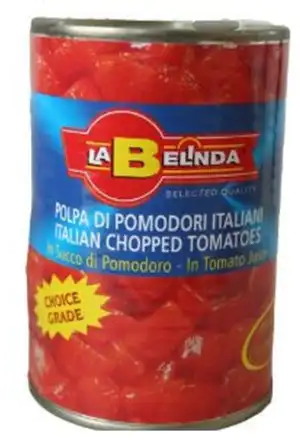 LA BELINDA
SELECTED QUALITY
POLPA DI POMODORI ITALIANI
ITALIAN CHOPPED TOMATOES
in Succo di Pomodoro - In Tomato Juice
CHOICE
GRADE